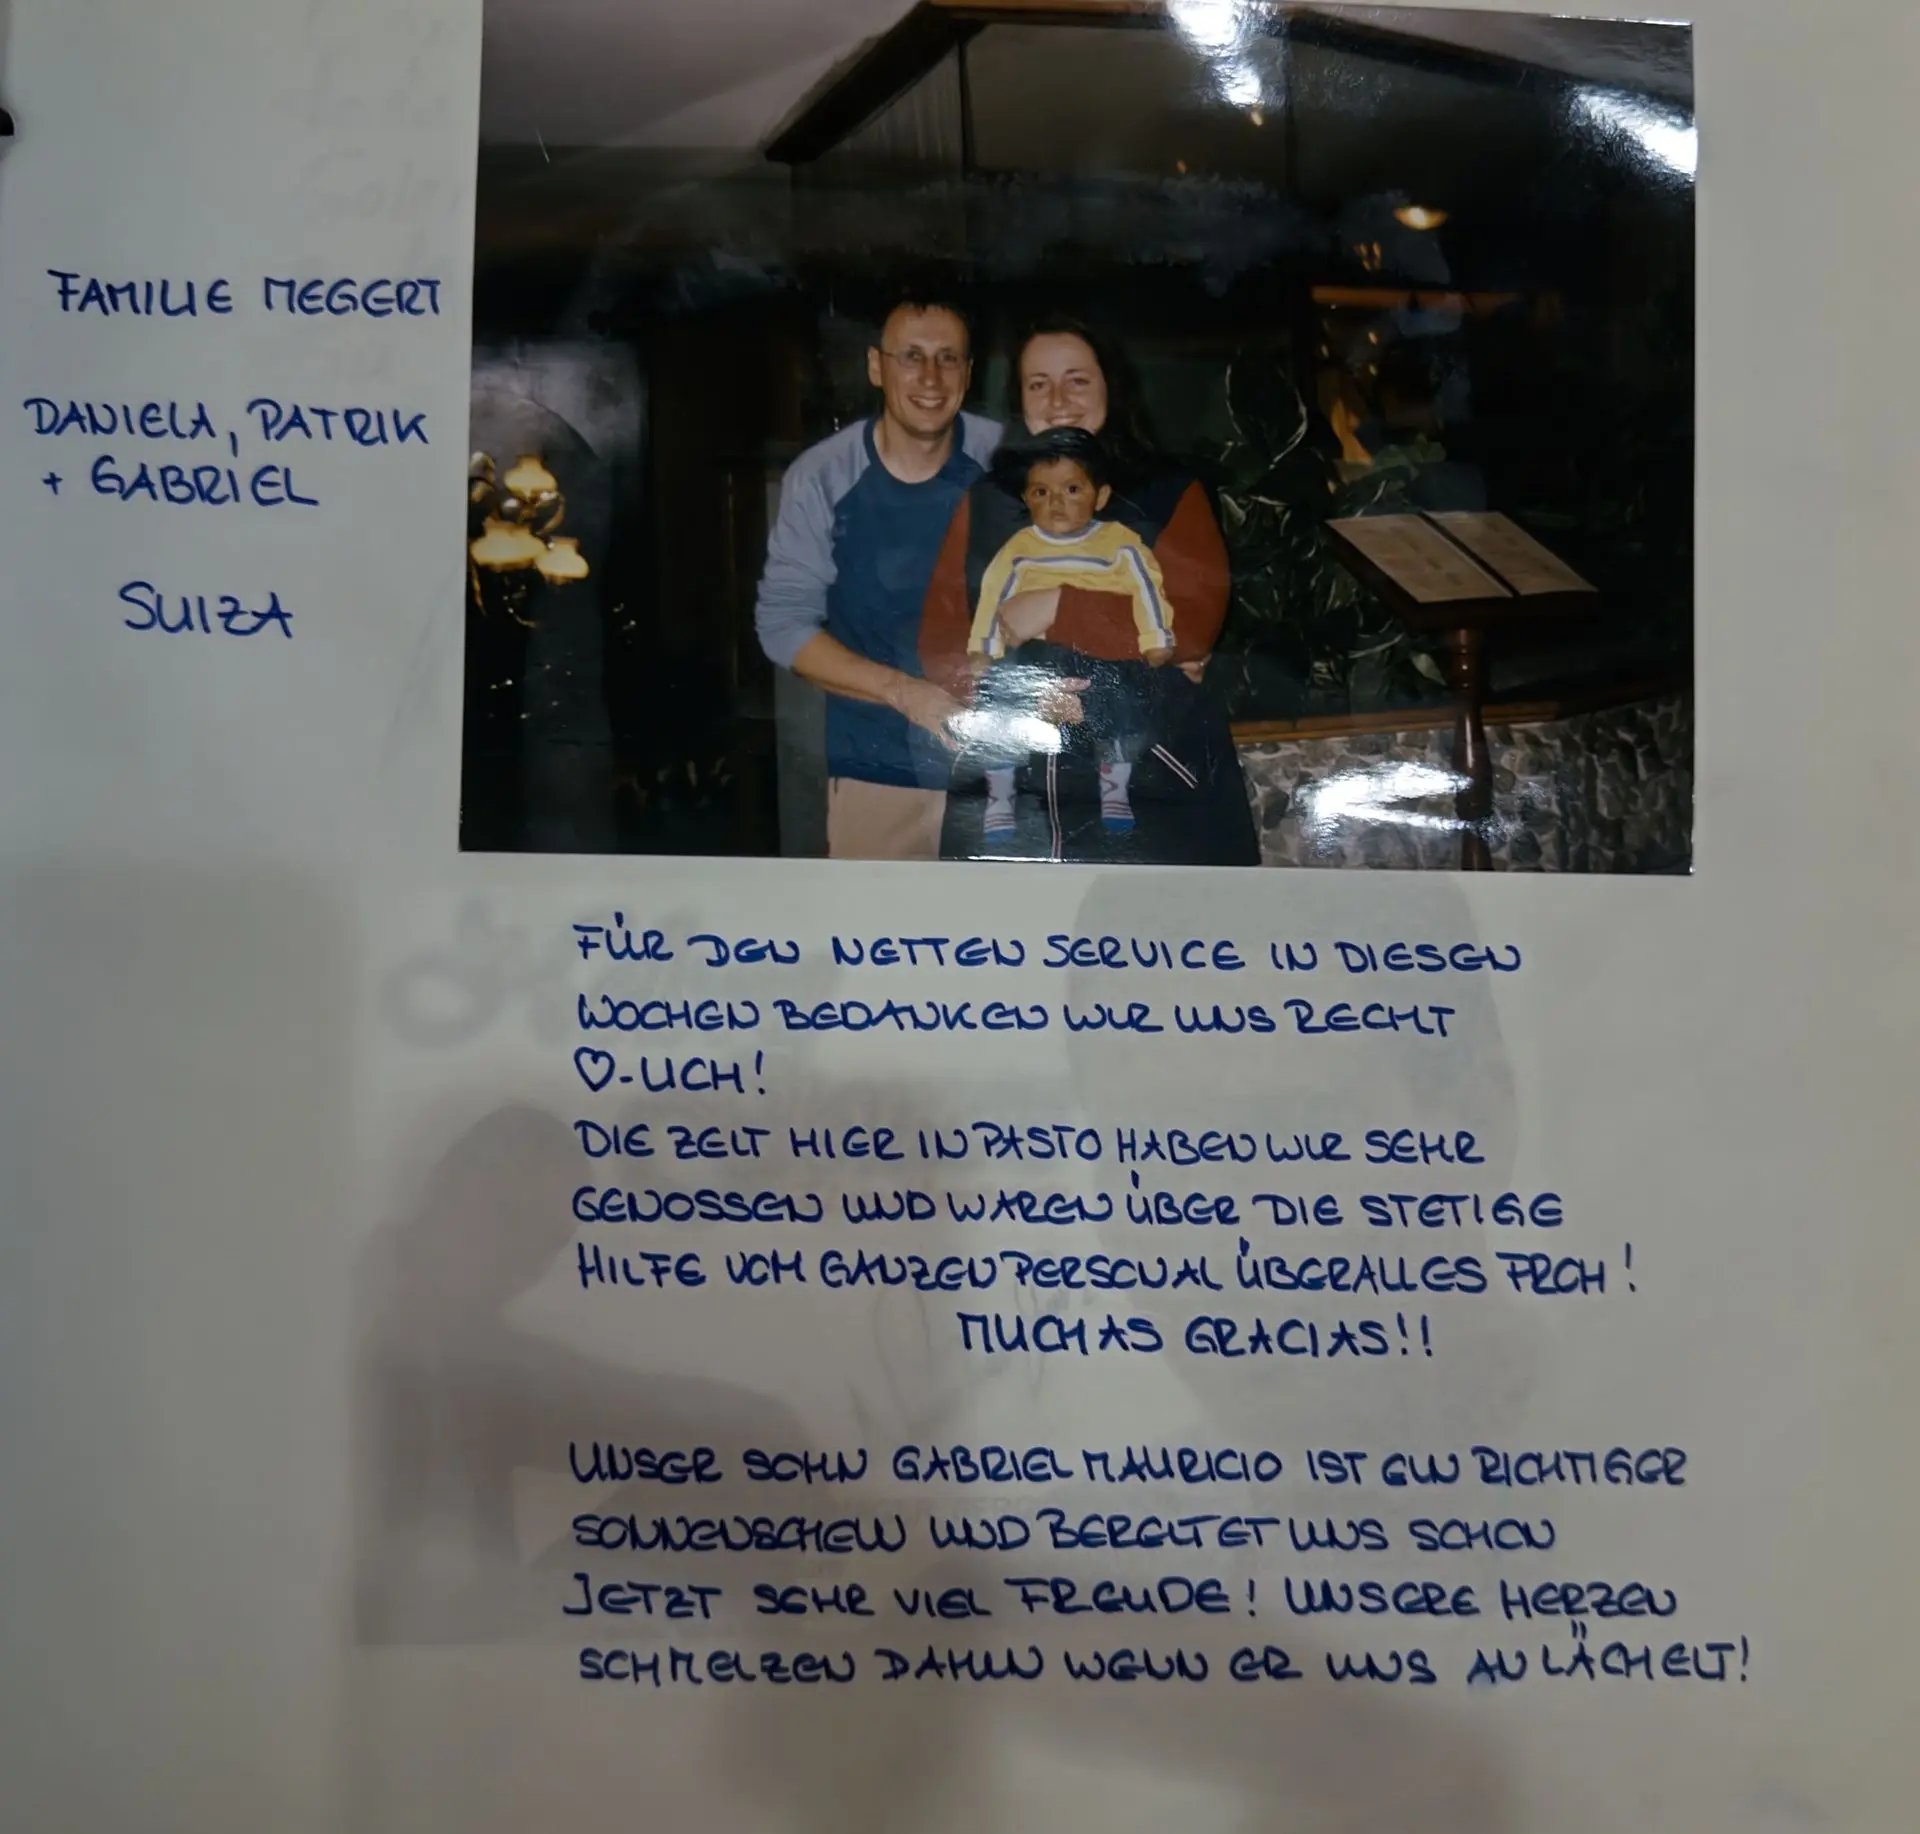 FAMILIE MEGERT
DANIELA, PATRIK
+ GABRIEL
SUIZA
FÜR DEN NETTEN SERVICE IN DIESEN
WOCHEN BEDANKEN WIR UNS RECHT
♡-LICH!
DIE ZEIT HIER IN PASTO HABEN WIR SEHR
GENOSSEN UND WAREN ÜBER DIE STETIGE
HILFE VOM GANZEN PERSONAL ÜBERALLES FROH!
MUCHAS GRACIAS!!
UNSER SOHN GABRIEL MAURICIO IST EIN RICHTIGER
SONNENSCHEIN UND BEREITET UNS SCHON
JETZT SEHR VIEL FREUDE! UNSERE HERZEN
SCHMELZEN DAHIN WENN ER UNS ANLÄCHELT!